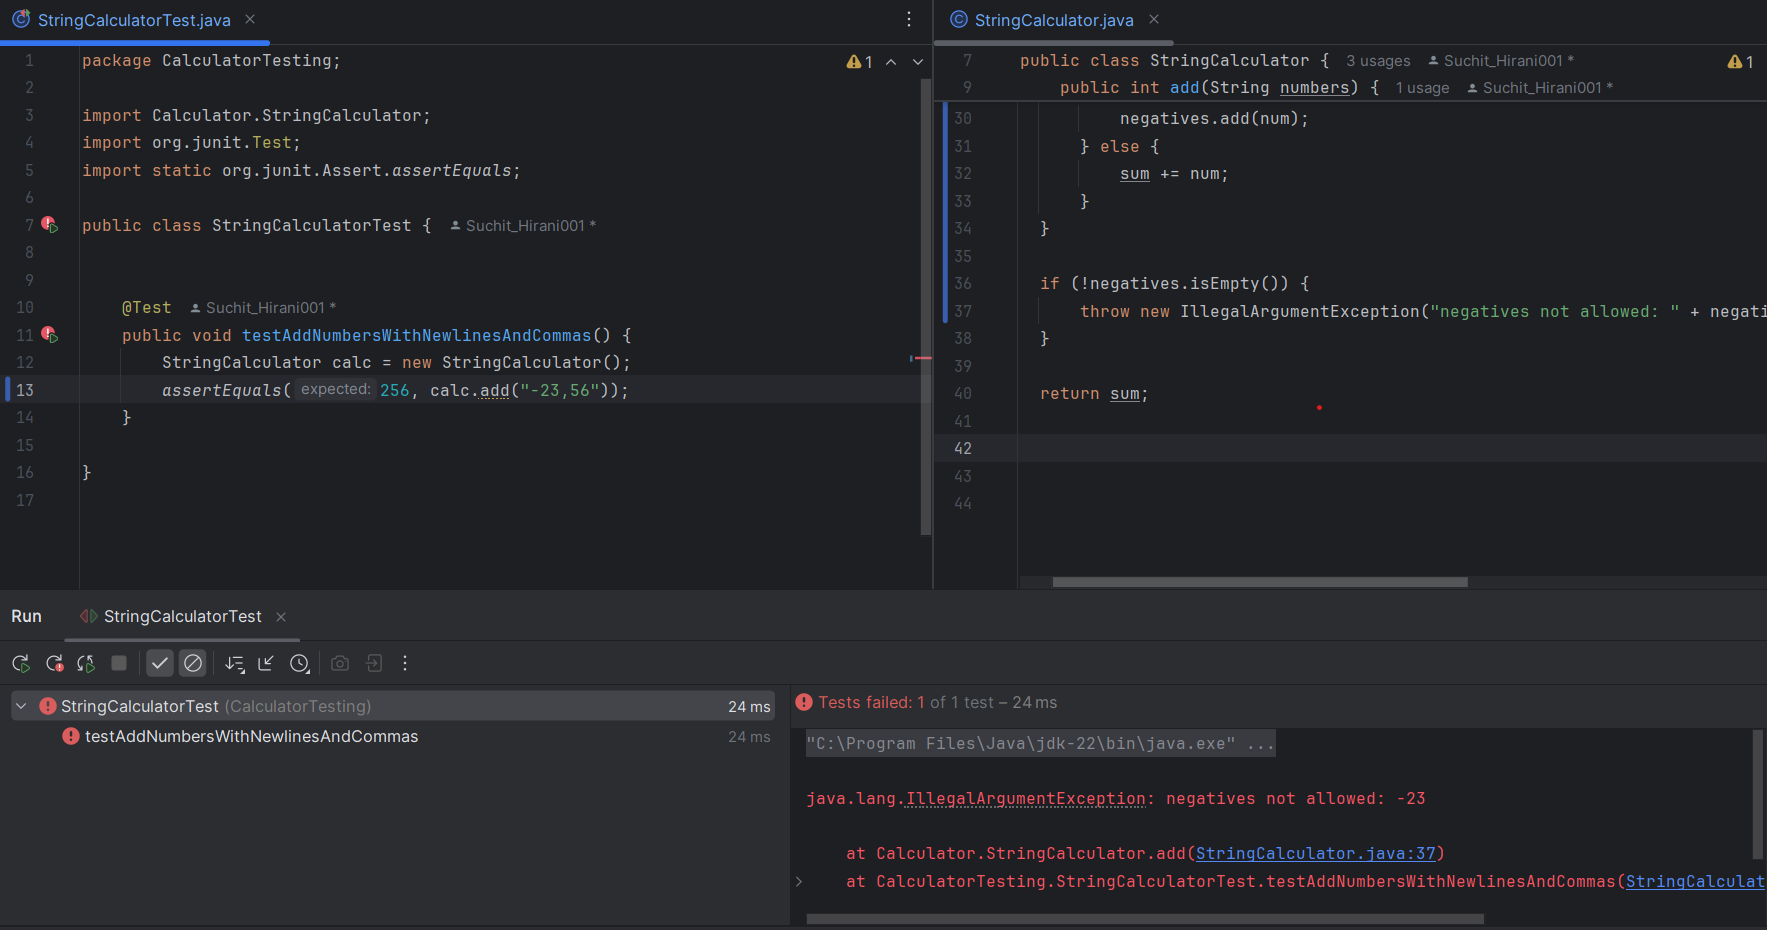 StringCalculatorTest.java
1 package CalculatorTesting;
1
2
3 import Calculator.StringCalculator;
4 import org.junit.Test;
5 import static org.junit.Assert.assertEquals;
6
7 public class StringCalculatorTest { Suchit_Hirani001 *
8
9
10 @Test Suchit_Hirani001 *
11 public void testAddNumbersWithNewlinesAndCommas() {
12 StringCalculator calc = new StringCalculator();
13 assertEquals( expected: 256, calc.add("-23,56"));
14 }
15
16 }
17
StringCalculator.java
7 public class StringCalculator { 3 usages Suchit_Hirani001 *
1
9 public int add(String numbers) { 1 usage Suchit_Hirani001 *
30 negatives.add(num);
31 } else {
32 sum += num;
33 }
34 }
35
36 if (!negatives.isEmpty()) {
37 throw new IllegalArgumentException("negatives not allowed: " + negati
38 }
39
40 return sum;
41
42
43
44
Run StringCalculatorTest
StringCalculatorTest (CalculatorTesting) 24 ms
testAddNumbersWithNewlinesAndCommas 24 ms
Tests failed: 1 of 1 test – 24 ms
"C:\Program Files\Java\jdk-22\bin\java.exe" ...
java.lang.IllegalArgumentException: negatives not allowed: -23
at Calculator.StringCalculator.add(StringCalculator.java:37)
at CalculatorTesting.StringCalculatorTest.testAddNumbersWithNewlinesAndCommas(StringCalculat